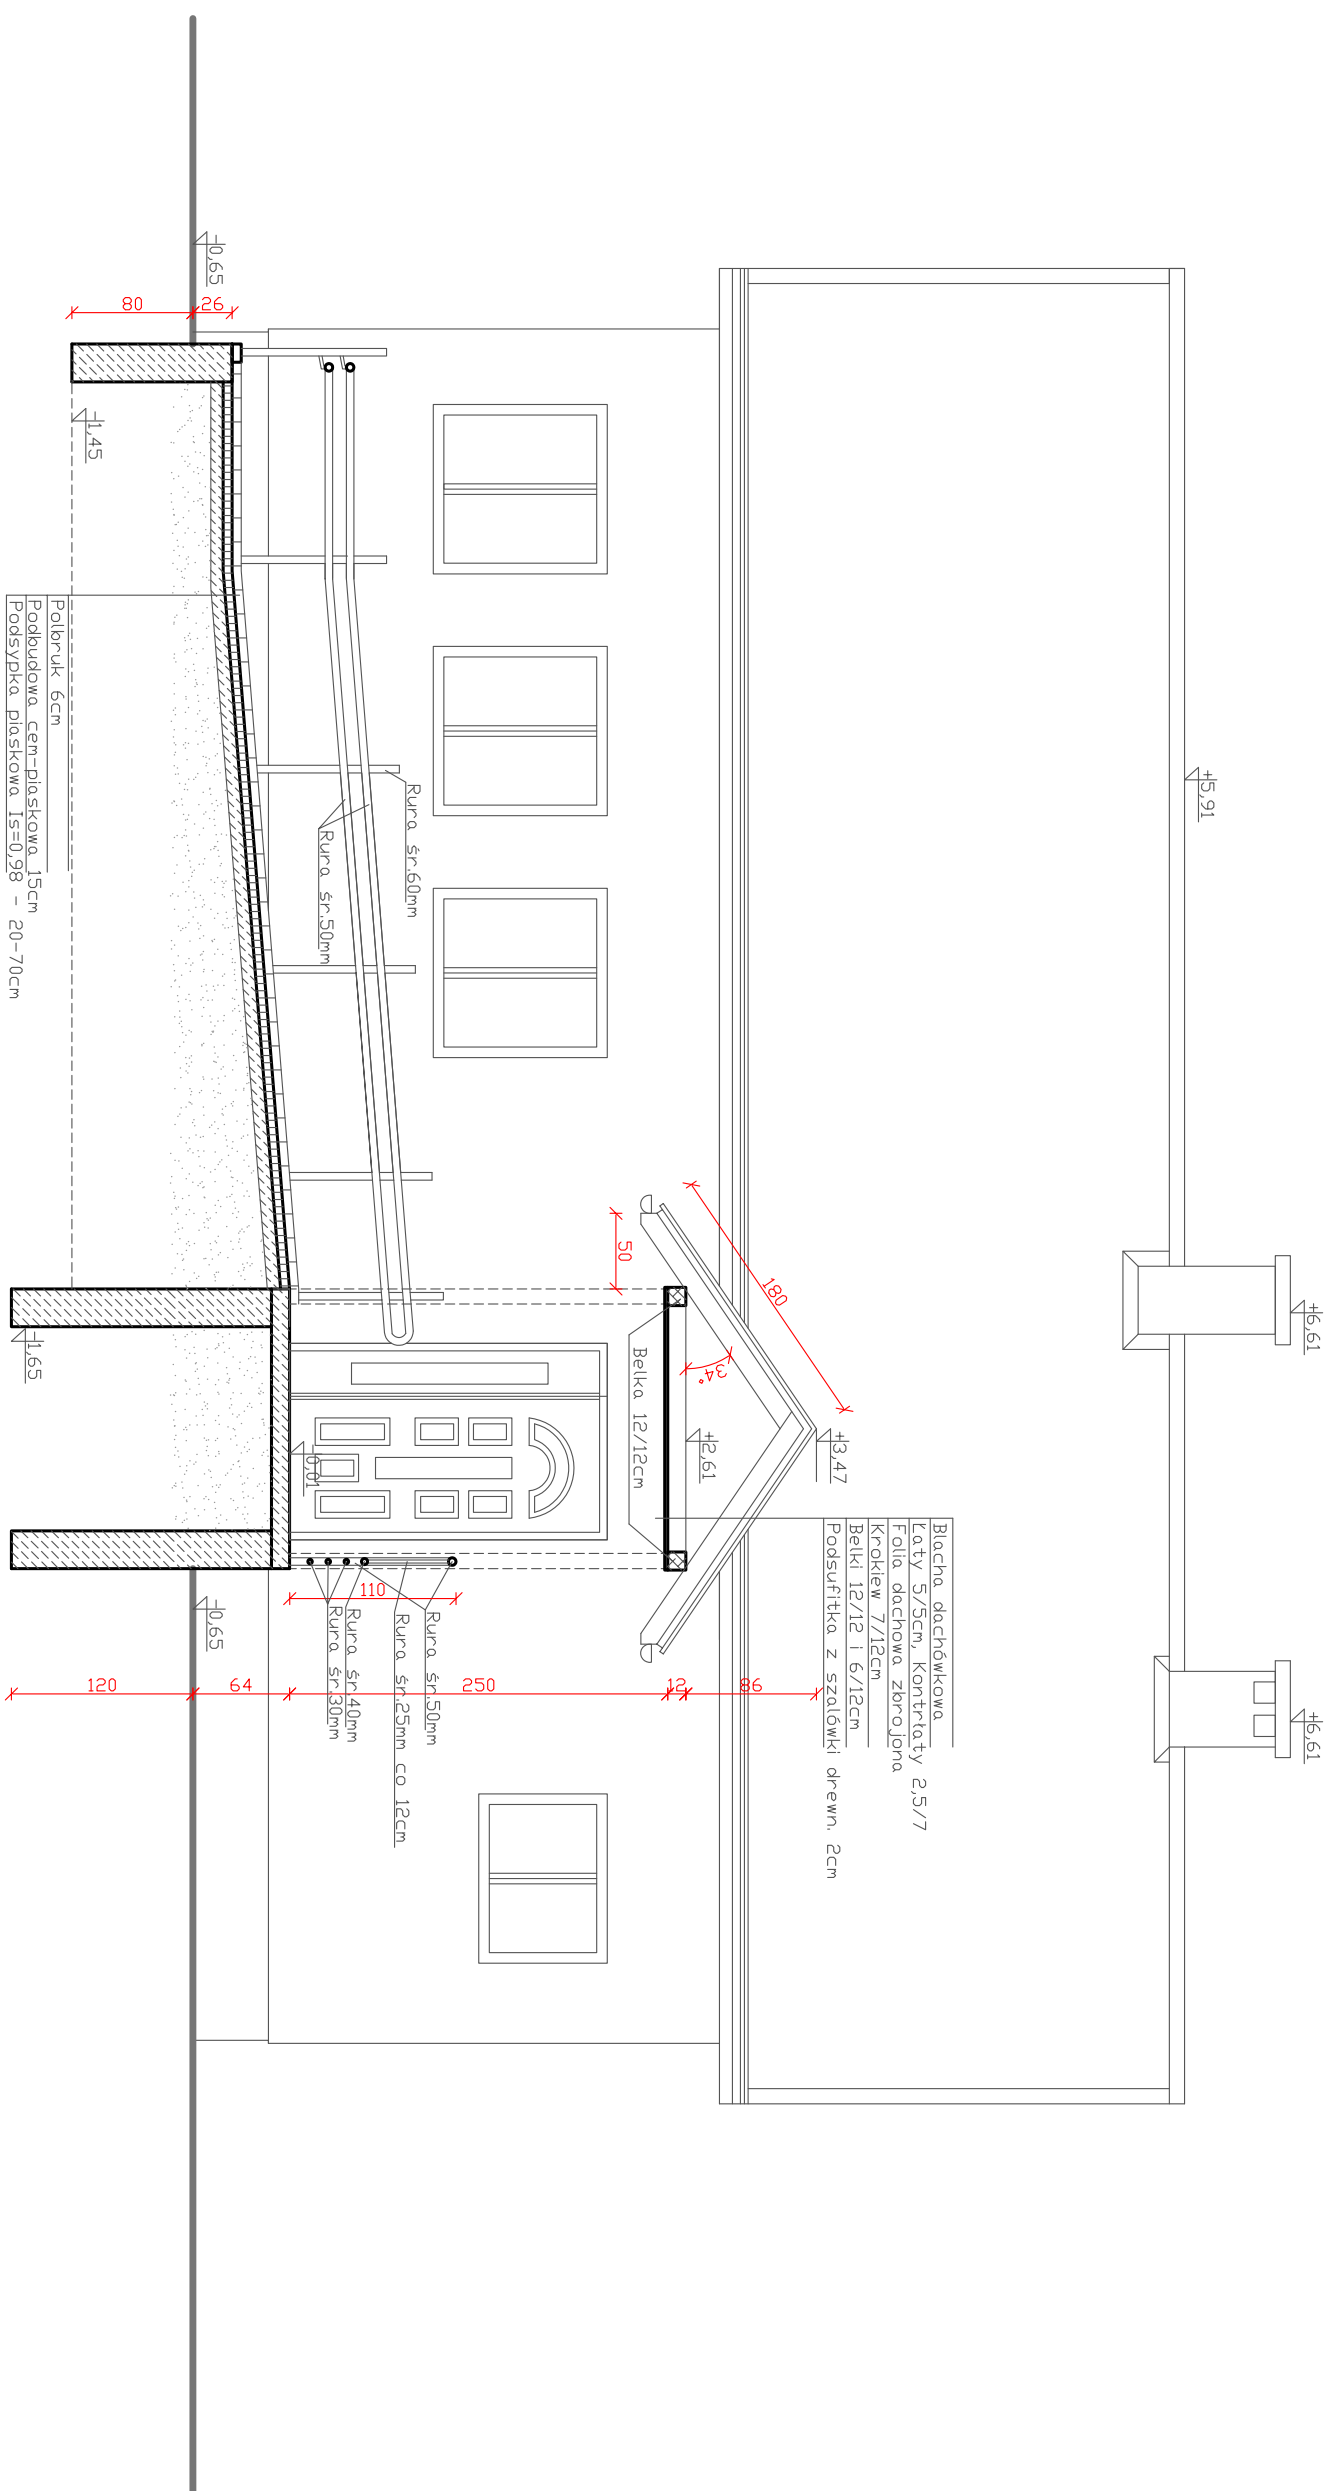 +6,61
+6,61
+5,91
+3,47
+2,61
180
34°
50
Belka 12/12cm
Blacha dachówkowa
Łaty 5/5cm, Kontrłaty 2,5/7
Folia dachowa zbrojona
Krokiew 7/12cm
Belki 12/12 i 6/12cm
Podsufitka z szalówki drewn. 2cm
86
12
250
64
120
110
Rura śr.60mm
Rura śr.50mm
Rura śr.50mm
Rura śr.25mm co 12cm
Rura śr.40mm
Rura śr.30mm
-0,01
-0,65
-0,65
26
80
-1,45
-1,65
Polbruk 6cm
Podbudowa cem-piaskowa 15cm
Podsypka piaskowa Is=0,98 - 20-70cm